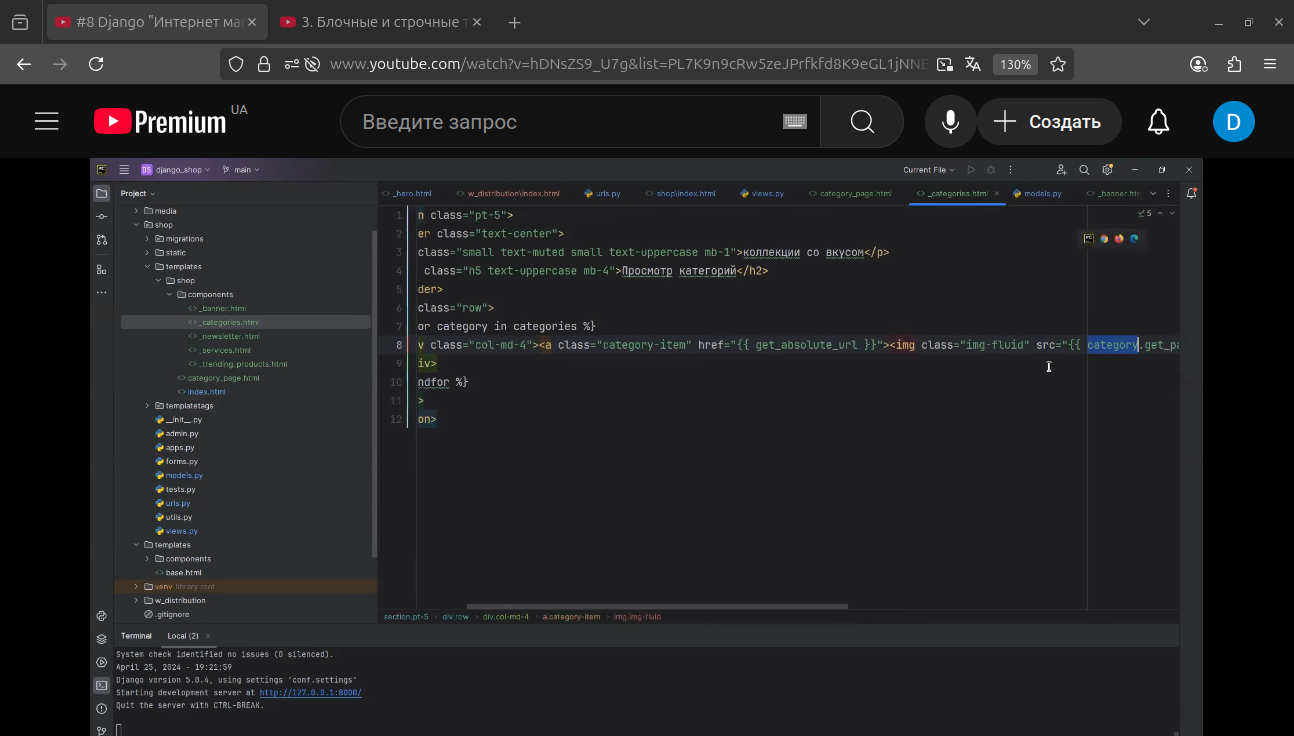 #8 Django "Интернет ма
3. Блочные и строчные т
www.youtube.com/watch?v=hDNsZS9_U7g&list=PL7K9n9cRw5zeJPrfkfd8K9eGL1jNNE
130%
Premium
UA
Введите запрос
Создать
D
PC
DS
django_shop
main
Current File
Project
_hero.html
w_distribution\index.html
urls.py
shop\index.html
views.py
category_page.html
_categories.html
models.py
_banner.htm
media
shop
migrations
static
templates
shop
components
_banner.html
_categories.html
_newsletter.html
_services.html
_trending_products.html
category_page.html
index.html
templatetags
__init__.py
admin.py
apps.py
forms.py
models.py
tests.py
urls.py
utils.py
views.py
templates
components
base.html
venv library root
w_distribution
.gitignore
5
1 n class="pt-5">
2 er class="text-center">
3 class="small text-muted small text-uppercase mb-1">коллекции со вкусом</p>
4 class="h5 text-uppercase mb-4">Просмотр категорий</h2>
5 der>
6 class="row">
7 or category in categories %}
8 v class="col-md-4"><a class="category-item" href="{{ get_absolute_url }}"><img class="img-fluid" src="{{ category.get_pa
9 iv>
10 ndfor %}
11 >
12 on>
section.pt-5 div.row div.col-md-4 a.category-item img.img-fluid
Terminal
Local (2)
System check identified no issues (0 silenced).
April 25, 2024 - 19:21:59
Django version 5.0.4, using settings 'conf.settings'
Starting development server at http://127.0.0.1:8000/
Quit the server with CTRL-BREAK.